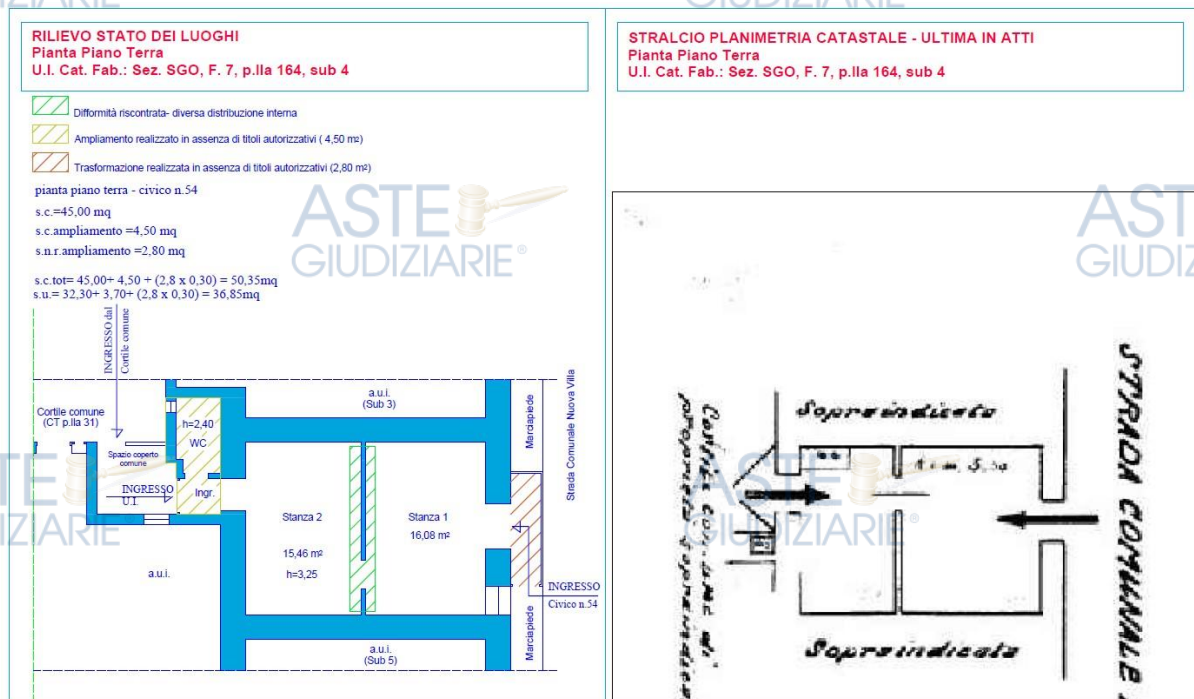 RILIEVO STATO DEI LUOGHI
Pianta Piano Terra
U.I. Cat. Fab.: Sez. SGO, F. 7, p.lla 164, sub 4
Difformità riscontrata- diversa distribuzione interna
Ampliamento realizzato in assenza di titoli autorizzativi ( 4,50 m²)
Trasformazione realizzata in assenza di titoli autorizzativi (2,80 m²)
pianta piano terra - civico n.54
s.c.=45,00 mq
s.c.ampliamento =4,50 mq
s.n.r.ampliamento =2,80 mq
s.c.tot= 45,00+ 4,50 + (2,8 x 0,30) = 50,35mq
s.u.= 32,30+ 3,70+ (2,8 x 0,30) = 36,85mq
ASTE
GIUDIZIARIE®
INGRESSO dal
Cortile comune
Cortile comune
(CT p.lla 31)
h=2,40
WC
Spazio coperto
comune
INGRESSO
U.I.
Ingr.
a.u.i.
a.u.i.
(Sub 3)
Stanza 2
15,46 m²
h=3,25
Stanza 1
16,08 m²
a.u.i.
(Sub 5)
Marciapiede
Strada Comunale Nuova Villa
INGRESSO
Civico n.54
Marciapiede
STRALCIO PLANIMETRIA CATASTALE - ULTIMA IN ATTI
Pianta Piano Terra
U.I. Cat. Fab.: Sez. SGO, F. 7, p.lla 164, sub 4
AST
GIUDIZ
Sopraindicata
STRADA COMUNALE
Sopraindicata
TE
IZIARIE®
ASTE
GIUDIZIARIE®